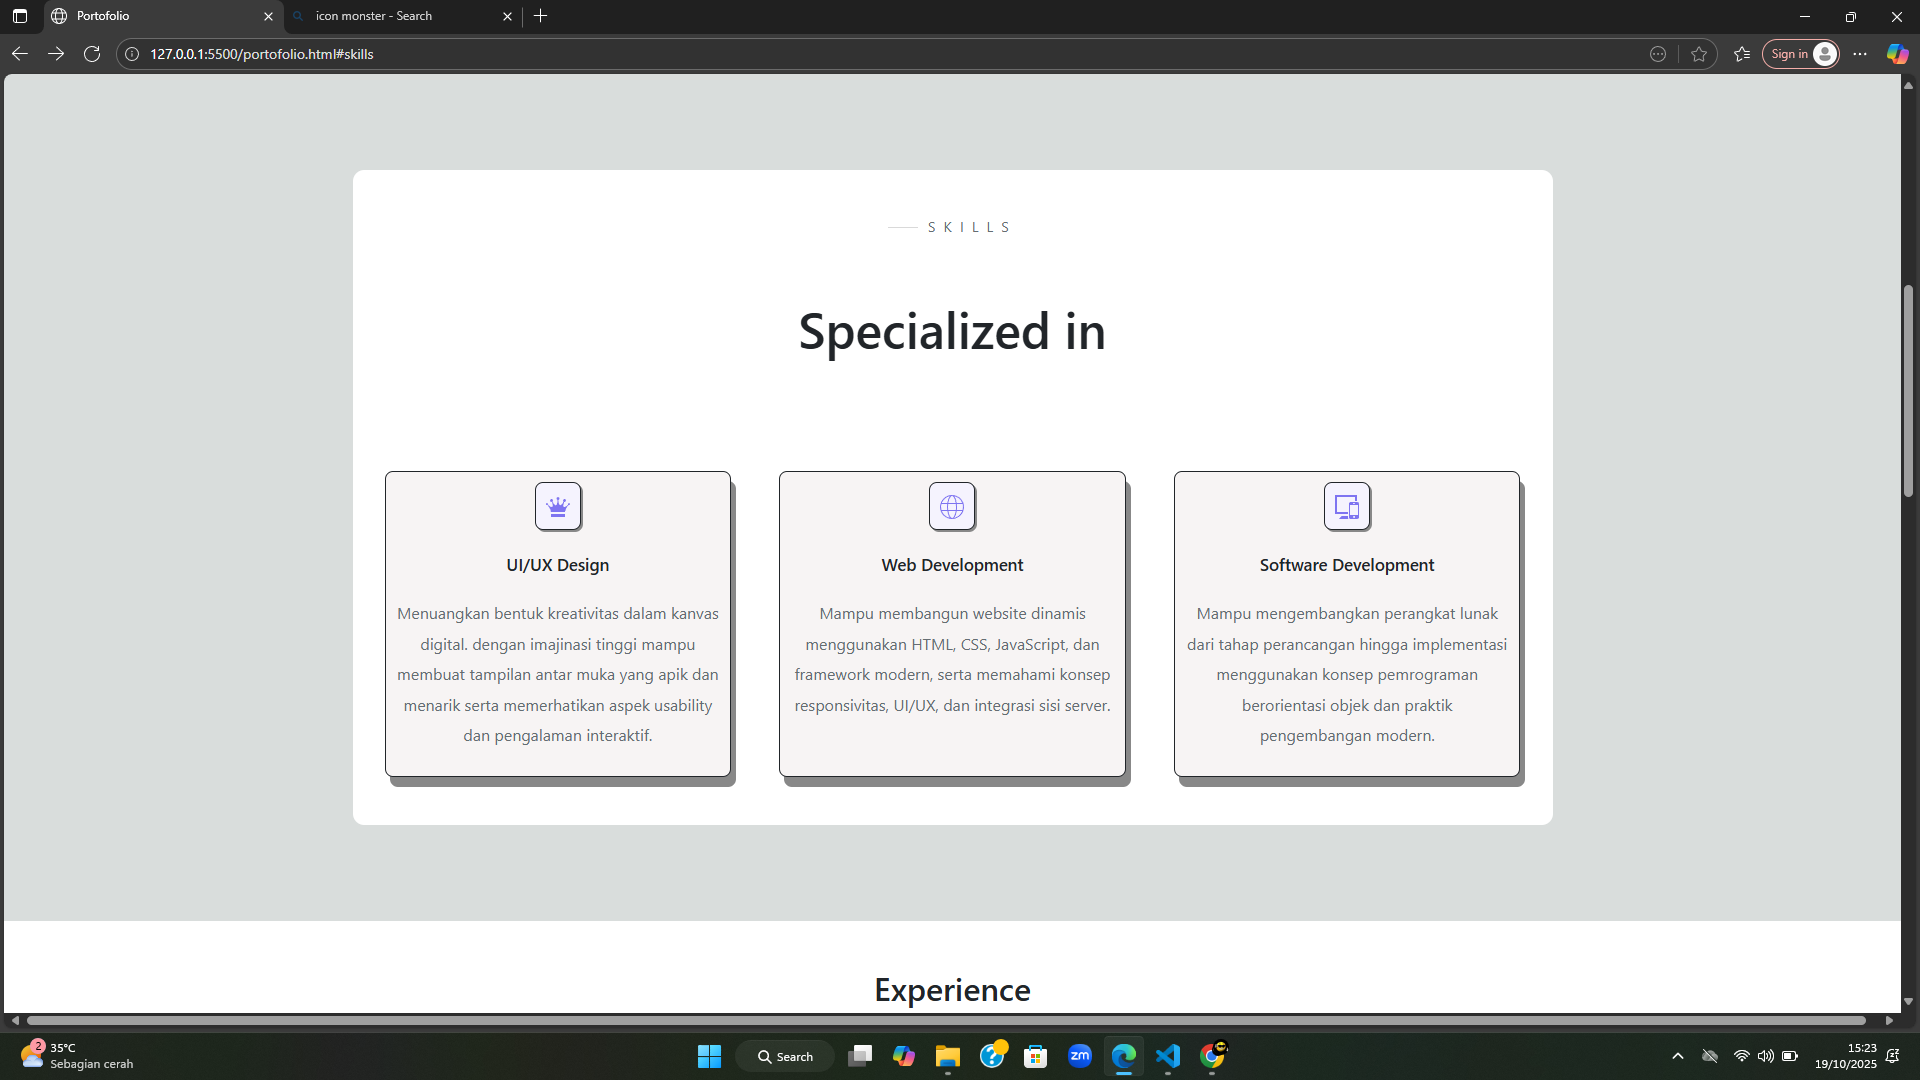 Portofolio
icon monster - Search
127.0.0.1:5500/portofolio.html#skills
Sign in
SKILLS
Specialized in
UI/UX Design
Menuangkan bentuk kreativitas dalam kanvas
digital. dengan imajinasi tinggi mampu
membuat tampilan antar muka yang apik dan
menarik serta memerhatikan aspek usability
dan pengalaman interaktif.
Web Development
Mampu membangun website dinamis
menggunakan HTML, CSS, JavaScript, dan
framework modern, serta memahami konsep
responsivitas, UI/UX, dan integrasi sisi server.
Software Development
Mampu mengembangkan perangkat lunak
dari tahap perancangan hingga implementasi
menggunakan konsep pemrograman
berorientasi objek dan praktik
pengembangan modern.
Experience
2
35°C
Sebagian cerah
Search
zm
15:23
19/10/2025